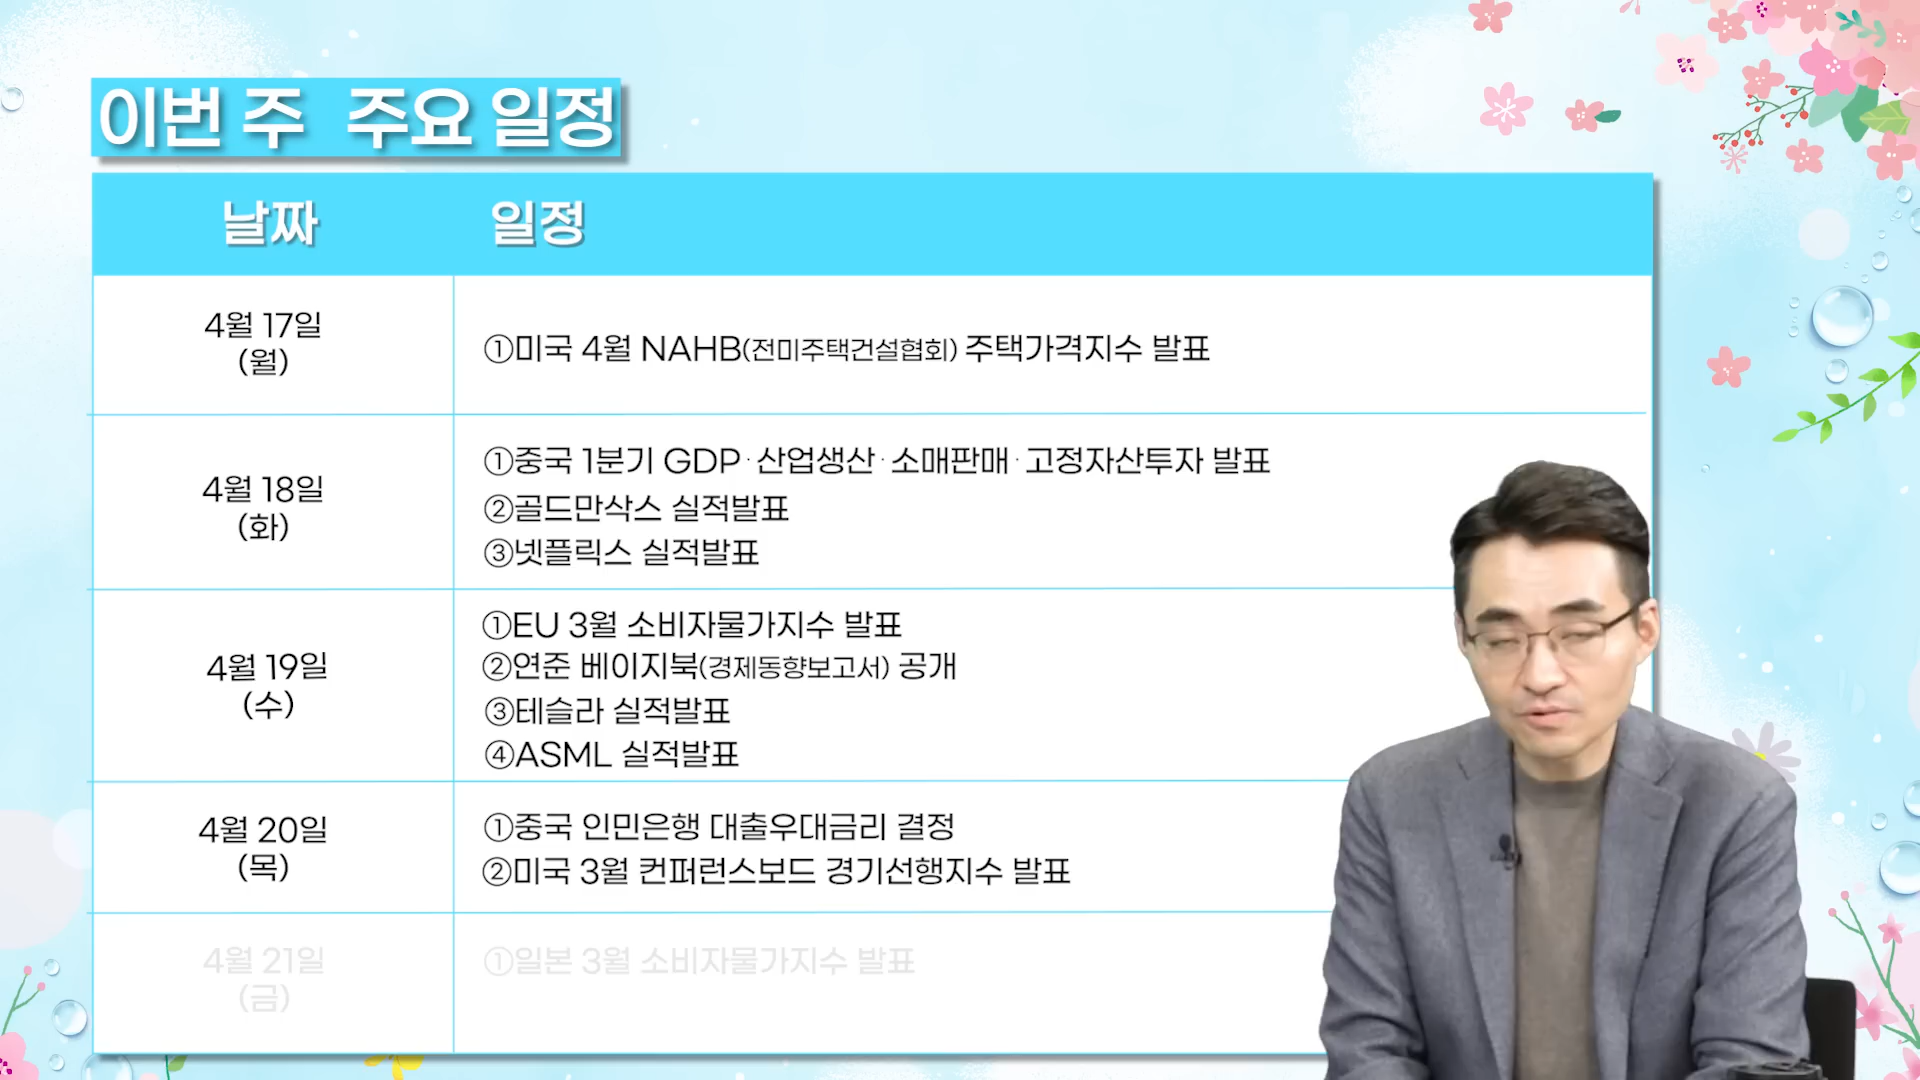 이번 주 주요 일정
날짜 일정
4월 17일
(월)
①미국 4월 NAHB(전미주택건설협회) 주택가격지수 발표
4월 18일
(화)
①중국 1분기 GDP·산업생산·소매판매·고정자산투자 발표
②골드만삭스 실적발표
③넷플릭스 실적발표
4월 19일
(수)
①EU 3월 소비자물가지수 발표
②연준 베이지북(경제동향보고서) 공개
③테슬라 실적발표
④ASML 실적발표
4월 20일
(목)
①중국 인민은행 대출우대금리 결정
②미국 3월 컨퍼런스보드 경기선행지수 발표
4월 21일
(금)
①일본 3월 소비자물가지수 발표